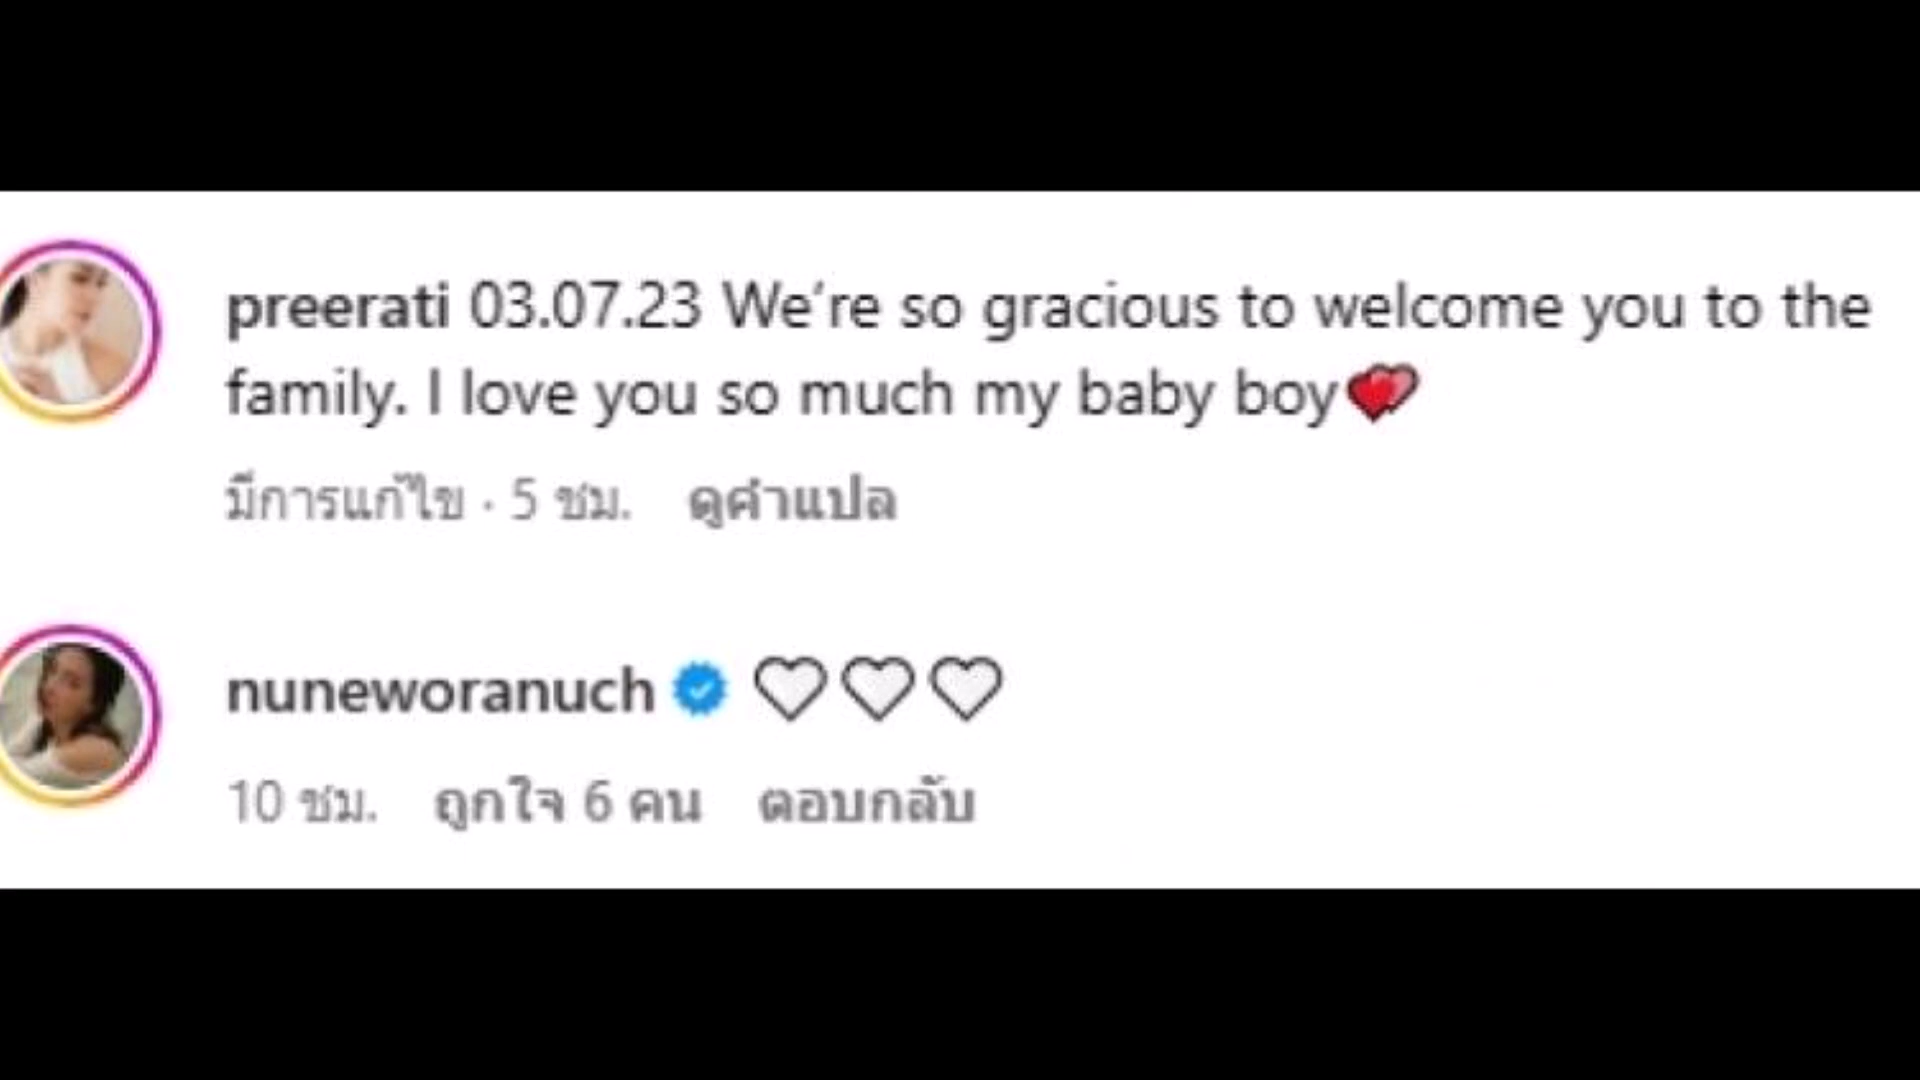 preerati 03.07.23 We're so gracious to welcome you to the
family. I love you so much my baby boy💕
มีการแก้ไข · 5 ชม. ดูคำแปล
nuneworanuch 🤍🤍🤍
10 ชม. ถูกใจ 6 คน ตอบกลับ